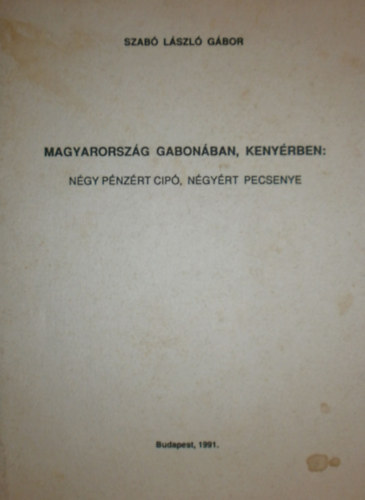 SZABÓ LÁSZLÓ GÁBOR
MAGYARORSZÁG GABONÁBAN, KENYÉRBEN:
NÉGY PÉNZÉRT CIPÓ, NÉGYÉRT PECSENYE
Budapest, 1991.